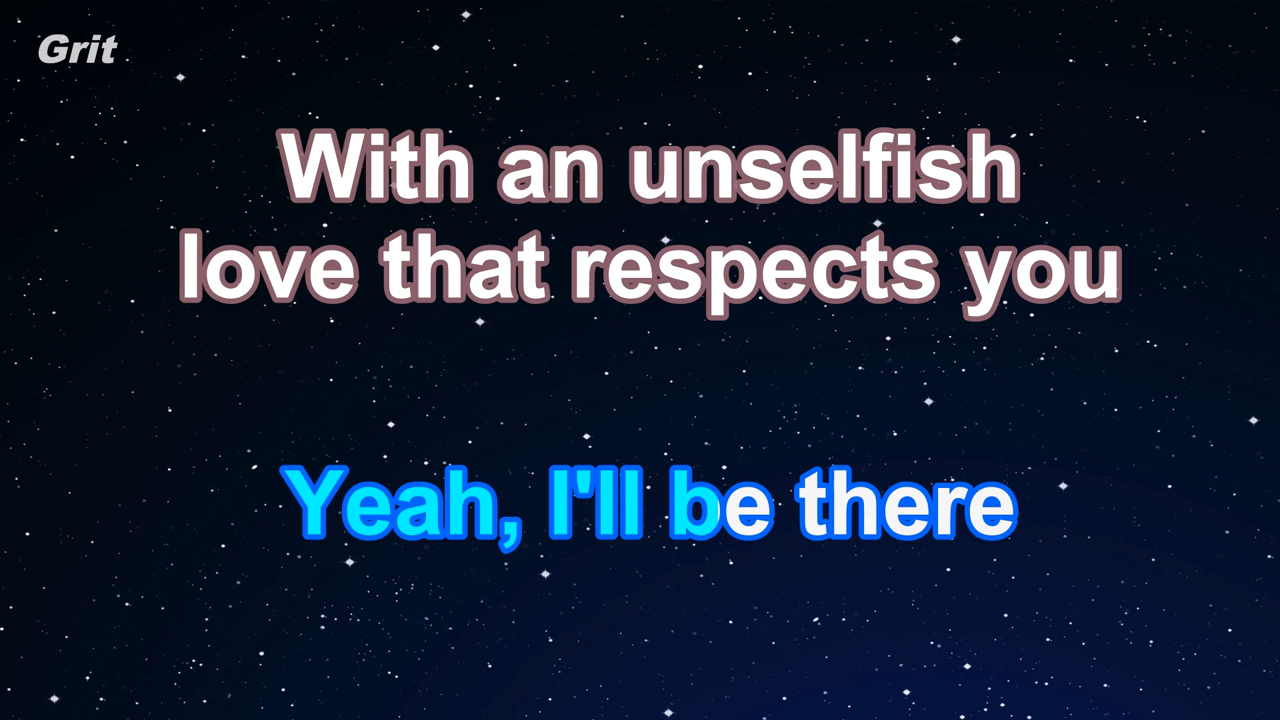 Grit
With an unselfish
love that respects you
Yeah, I'll be there